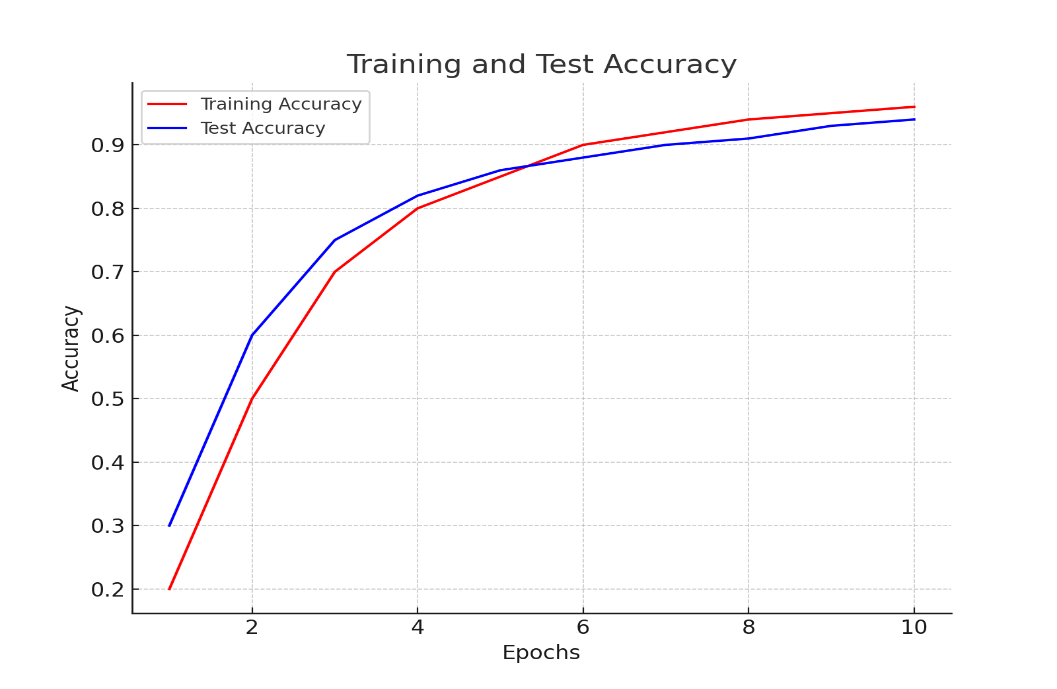 Training and Test Accuracy
Training Accuracy
Test Accuracy
0.9
0.8
0.7
0.6
0.5
0.4
0.3
0.2
Accuracy
2 4 6 8 10
Epochs